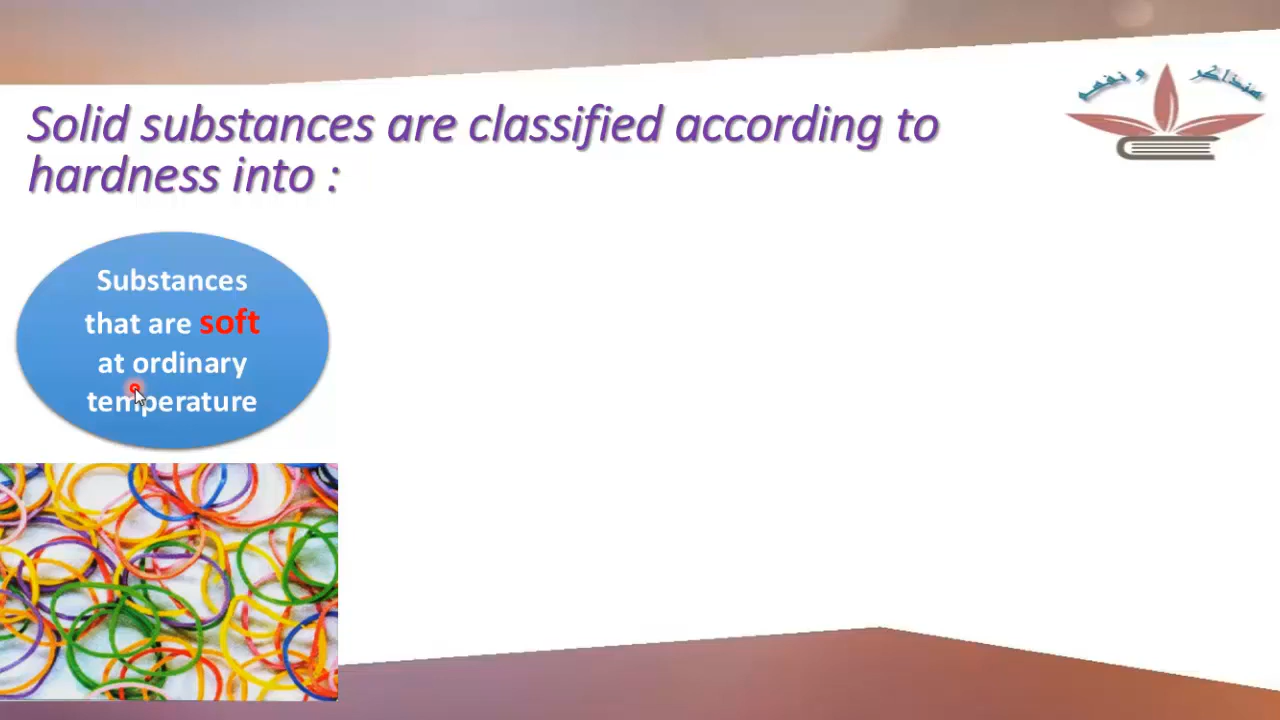 Solid substances are classified according to
hardness into :
Substances
that are soft
at ordinary
temperature